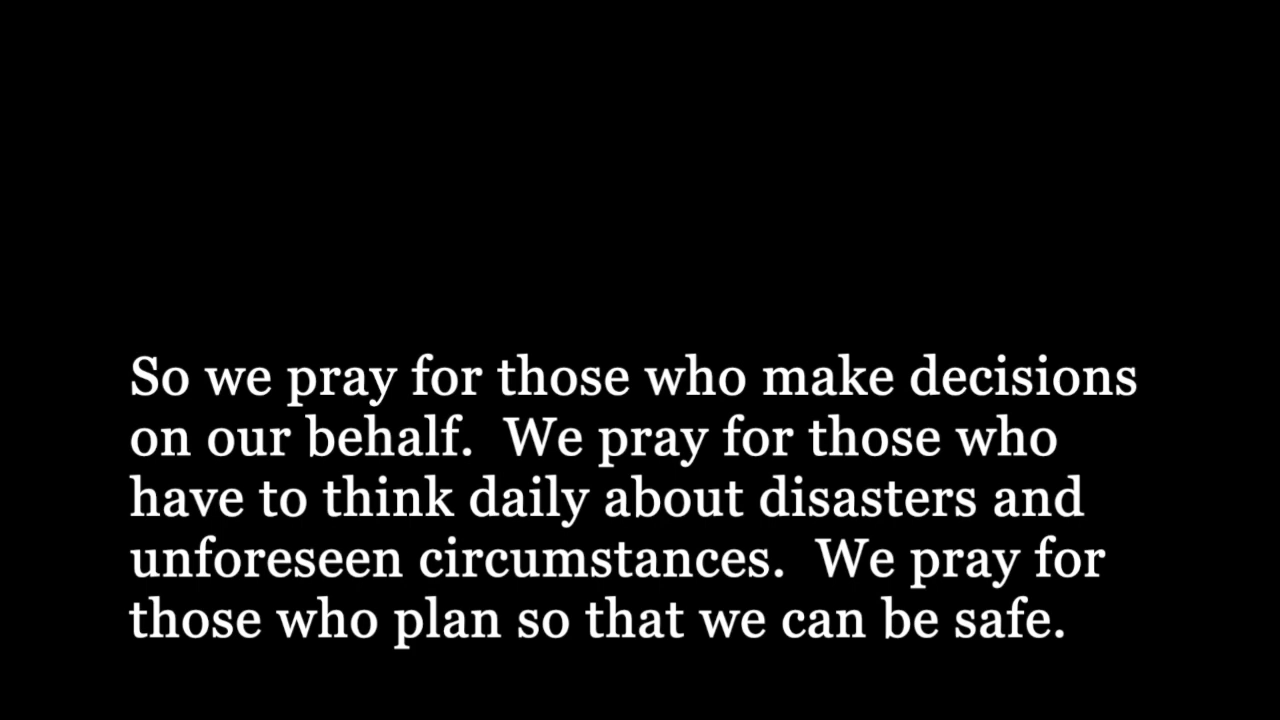 So we pray for those who make decisions
on our behalf.  We pray for those who
have to think daily about disasters and
unforeseen circumstances.  We pray for
those who plan so that we can be safe.